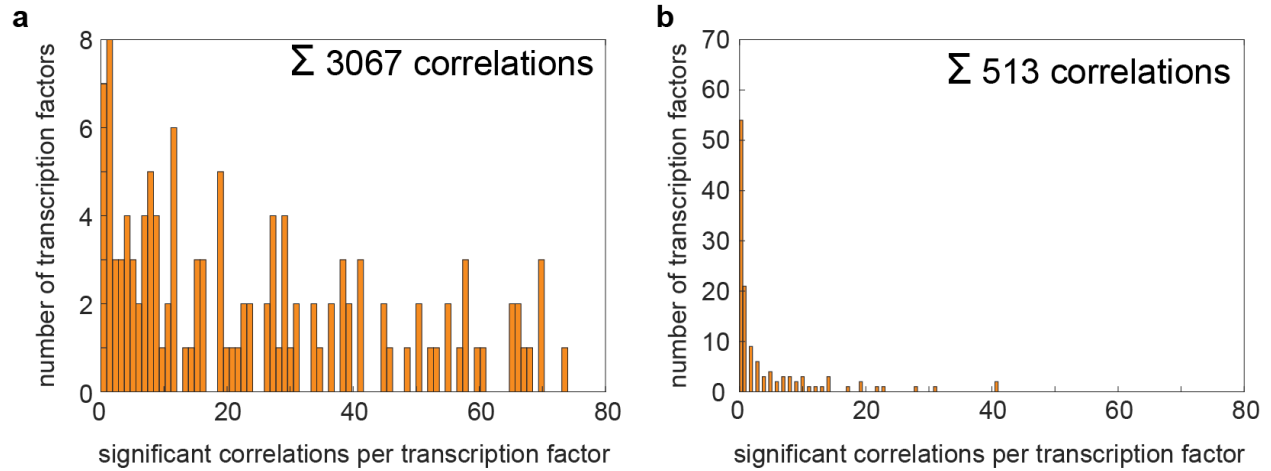 a
Σ 3067 correlations
number of transcription factors
8
6
4
2
0
0 20 40 60 80
significant correlations per transcription factor
b
Σ 513 correlations
number of transcription factors
70
60
50
40
30
20
10
0
0 20 40 60 80
significant correlations per transcription factor